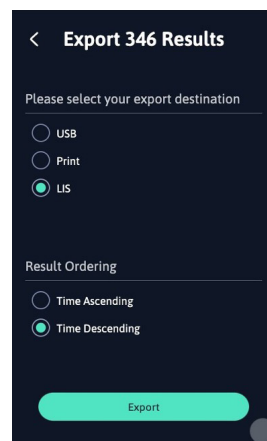 Export 346 Results
Please select your export destination
USB
Print
LIS
Result Ordering
Time Ascending
Time Descending
Export